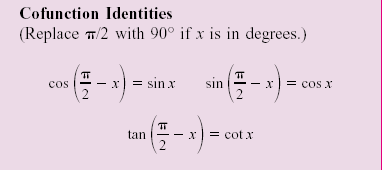 Cofunction Identities
(Replace π/2 with 90° if x is in degrees.)
cos (π/2 − x) = sin x    sin (π/2 − x) = cos x
tan (π/2 − x) = cot x